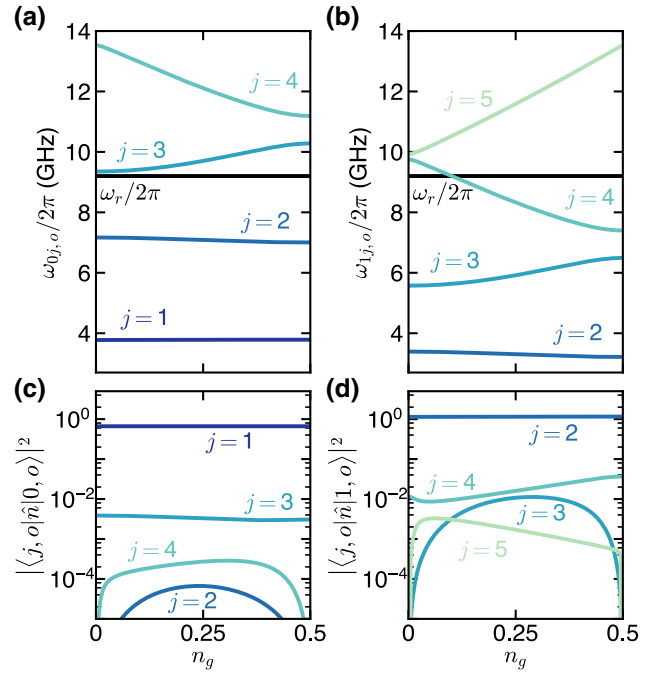 (a)
14
12
10
8
6
4
ω_{0j,o}/2π (GHz)
j = 4
j = 3
ω_r/2π
j = 2
j = 1
(b)
14
12
10
8
6
4
ω_{1j,o}/2π (GHz)
j = 5
ω_r/2π
j = 4
j = 3
j = 2
(c)
10^0
10^{-2}
10^{-4}
|⟨j, o|n̂|0, o⟩|^2
j = 1
j = 3
j = 4
j = 2
0
0.25
0.5
n_g
(d)
10^0
10^{-2}
10^{-4}
|⟨j, o|n̂|1, o⟩|^2
j = 2
j = 4
j = 3
j = 5
0
0.25
0.5
n_g